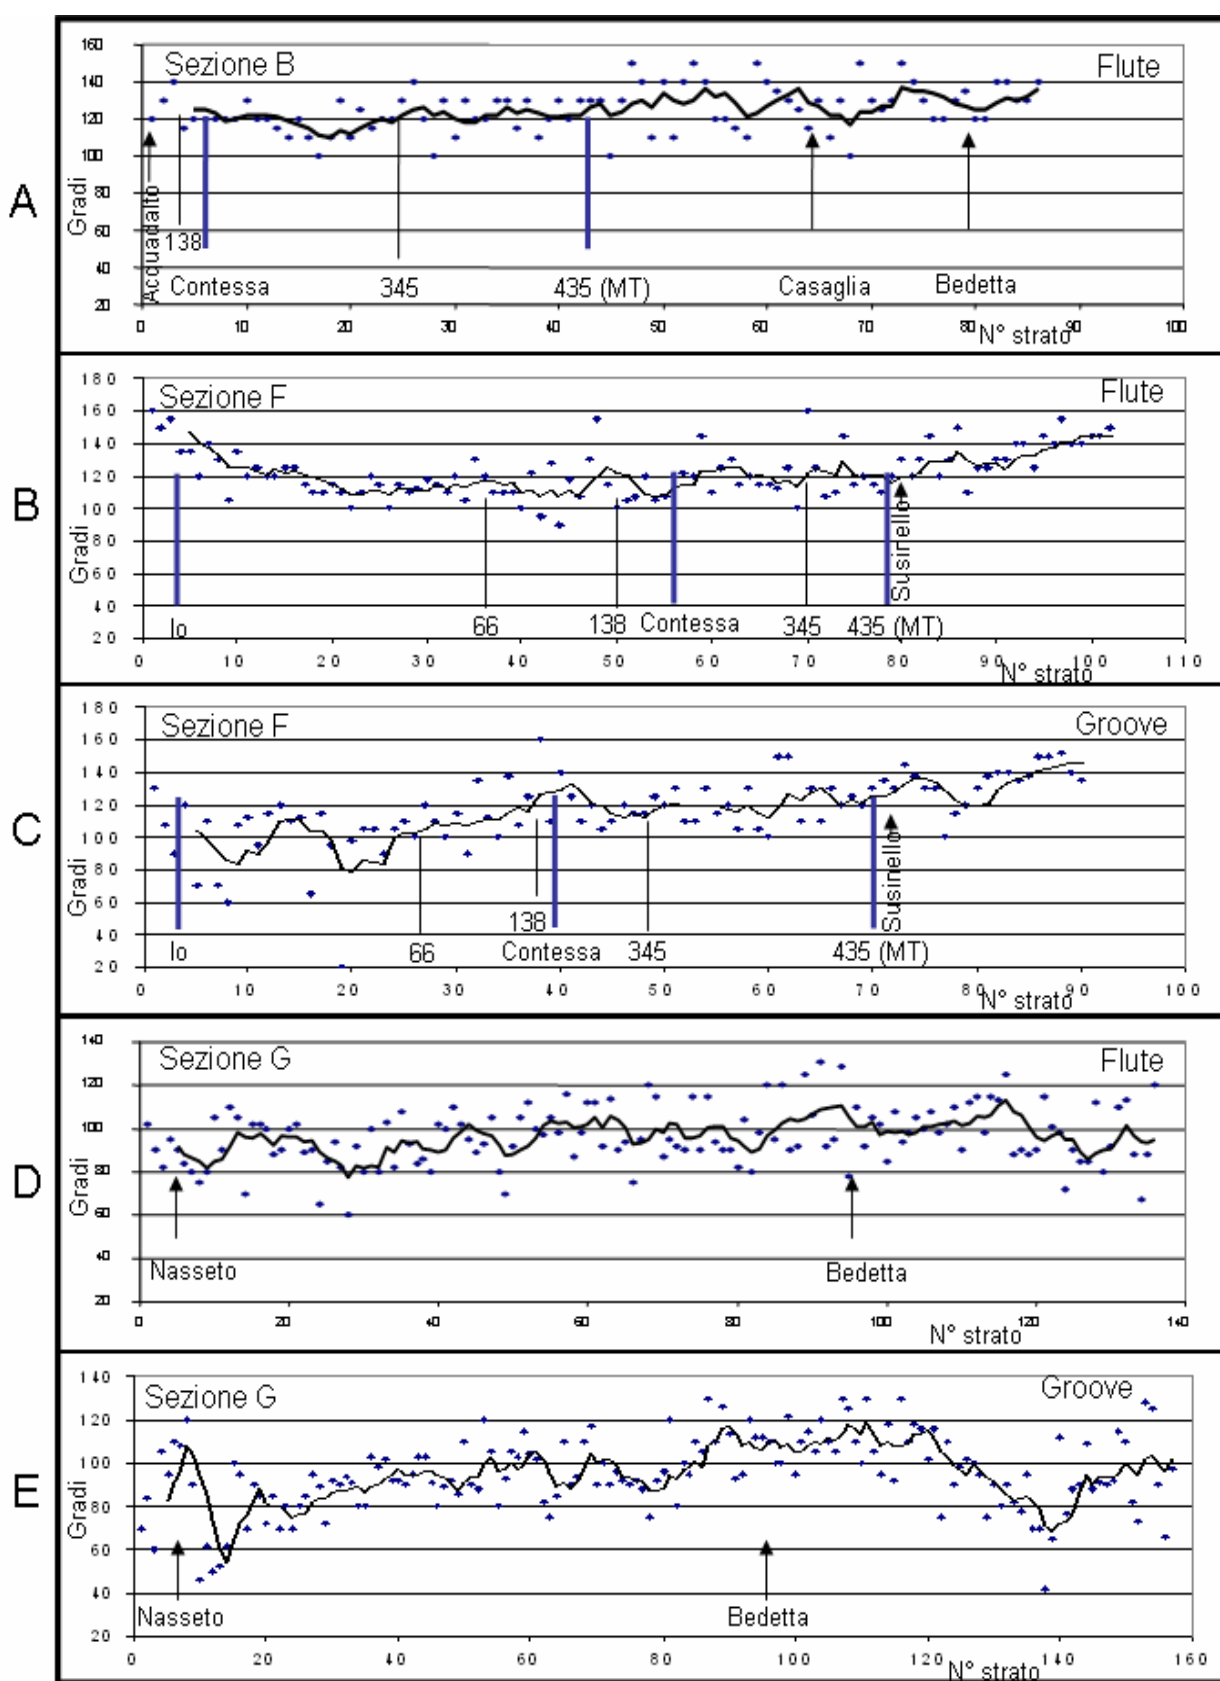 A
Sezione B
Flute
Gradi
160
140
120
100
80
60
40
20
Acquadalto
138
Contessa
345
435 (MT)
Casaglia
Bedetta
0 10 20 30 40 50 60 70 80 90 100
N° strato
B
Sezione F
Flute
Gradi
180
160
140
120
100
80
60
40
20
Io
66
138
Contessa
345
435 (MT)
Susinello
0 10 20 30 40 50 60 70 80 90 100 110
N° strato
C
Sezione F
Groove
Gradi
180
160
140
120
100
80
60
40
20
Io
66
138
Contessa
345
435 (MT)
Susinello
0 10 20 30 40 50 60 70 80 90 100
N° strato
D
Sezione G
Flute
Gradi
140
120
100
80
60
40
20
Nasseto
Bedetta
0 20 40 60 80 100 120 140
N° strato
E
Sezione G
Groove
Gradi
140
120
100
80
60
40
20
Nasseto
Bedetta
0 20 40 60 80 100 120 140 160
N° strato